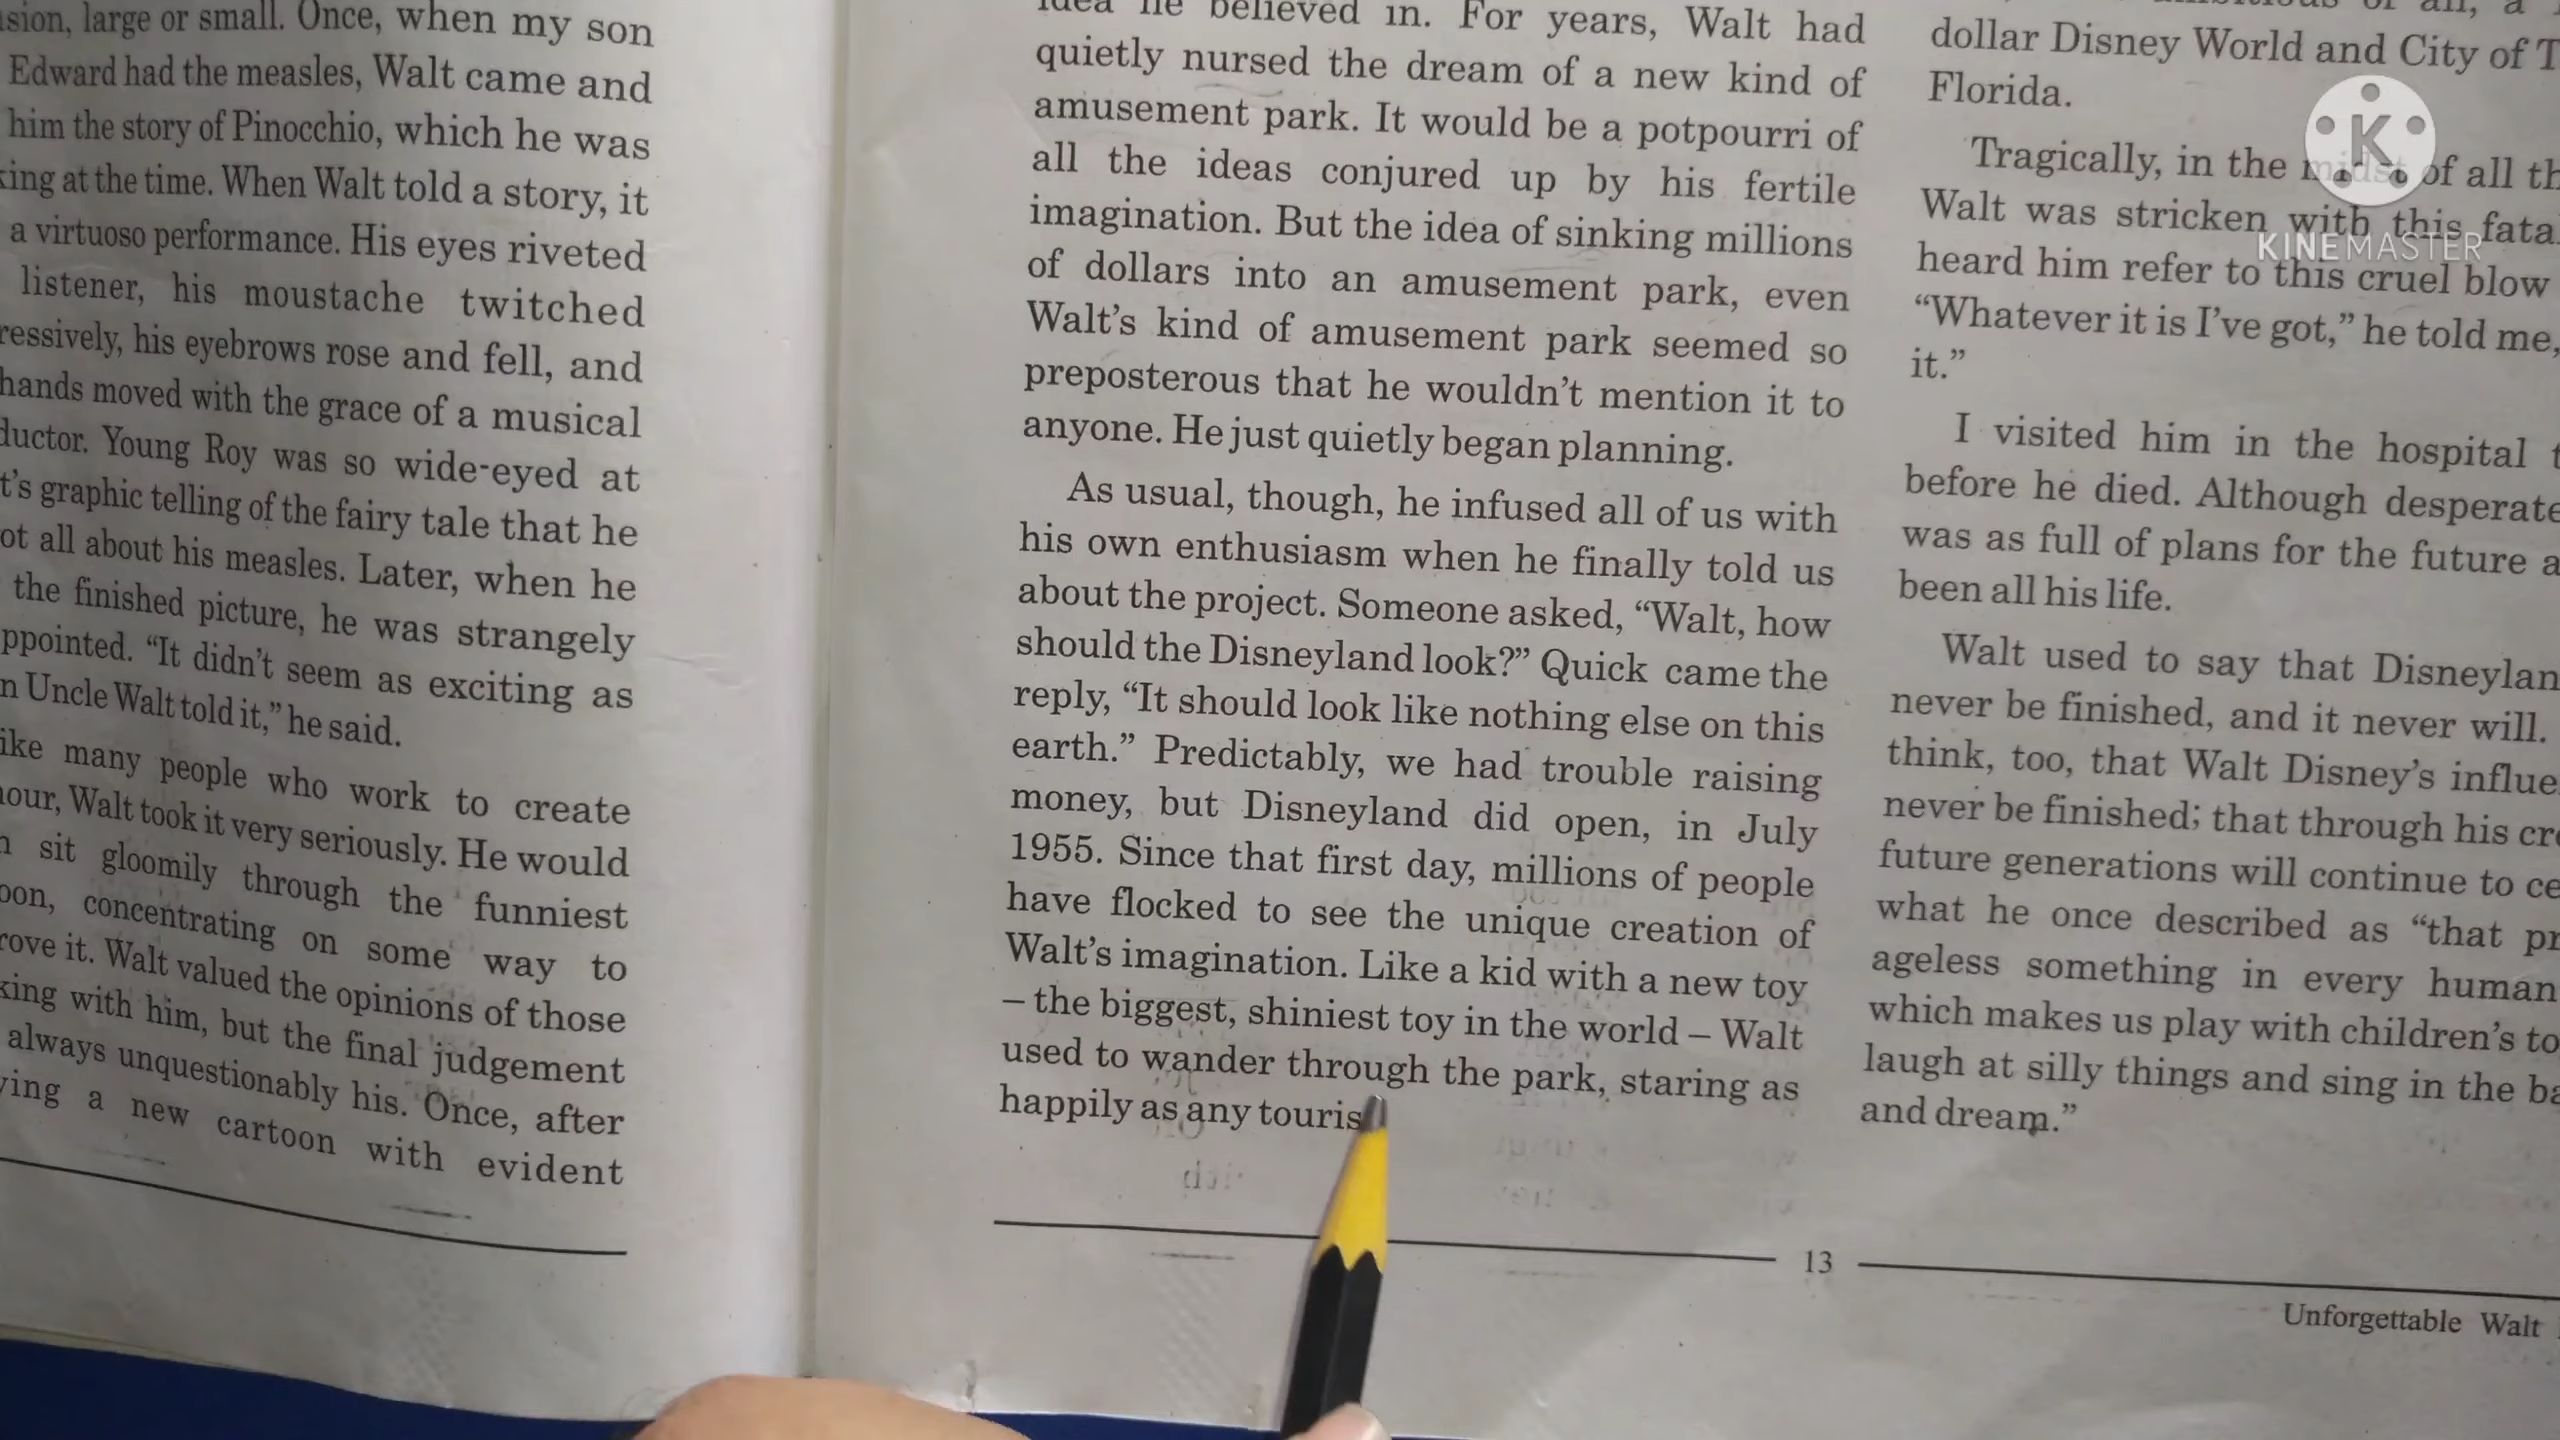 sion, large or small. Once, when my son
Edward had the measles, Walt came and
him the story of Pinocchio, which he was
king at the time. When Walt told a story, it
a virtuoso performance. His eyes riveted
listener, his moustache twitched
ressively, his eyebrows rose and fell, and
hands moved with the grace of a musical
ductor. Young Roy was so wide-eyed at
t's graphic telling of the fairy tale that he
ot all about his measles. Later, when he
the finished picture, he was strangely
ppointed. “It didn't seem as exciting as
n Uncle Walt told it,” he said.
ike many people who work to create
our, Walt took it very seriously. He would
sit gloomily through the funniest
oon, concentrating on some way to
rove it. Walt valued the opinions of those
king with him, but the final judgement
always unquestionably his. Once, after
ying a new cartoon with evident
idea he believed in. For years, Walt had
quietly nursed the dream of a new kind of
amusement park. It would be a potpourri of
all the ideas conjured up by his fertile
imagination. But the idea of sinking millions
of dollars into an amusement park, even
Walt's kind of amusement park seemed so
preposterous that he wouldn't mention it to
anyone. He just quietly began planning.
As usual, though, he infused all of us with
his own enthusiasm when he finally told us
about the project. Someone asked, “Walt, how
should the Disneyland look?” Quick came the
reply, “It should look like nothing else on this
earth.” Predictably, we had trouble raising
money, but Disneyland did open, in July
1955. Since that first day, millions of people
have flocked to see the unique creation of
Walt's imagination. Like a kid with a new toy
– the biggest, shiniest toy in the world – Walt
used to wander through the park, staring as
happily as any touris
of all, a
dollar Disney World and City of T
Florida.
Tragically, in the midst of all th
Walt was stricken with this fata
heard him refer to this cruel blow
“Whatever it is I've got,” he told me,
it.”
I visited him in the hospital t
before he died. Although desperate
was as full of plans for the future a
been all his life.
Walt used to say that Disneylan
never be finished, and it never will.
think, too, that Walt Disney's influe
never be finished; that through his cre
future generations will continue to ce
what he once described as “that pr
ageless something in every human
which makes us play with children's to
laugh at silly things and sing in the ba
and dream.”
13
Unforgettable Walt
K
KINEMASTER